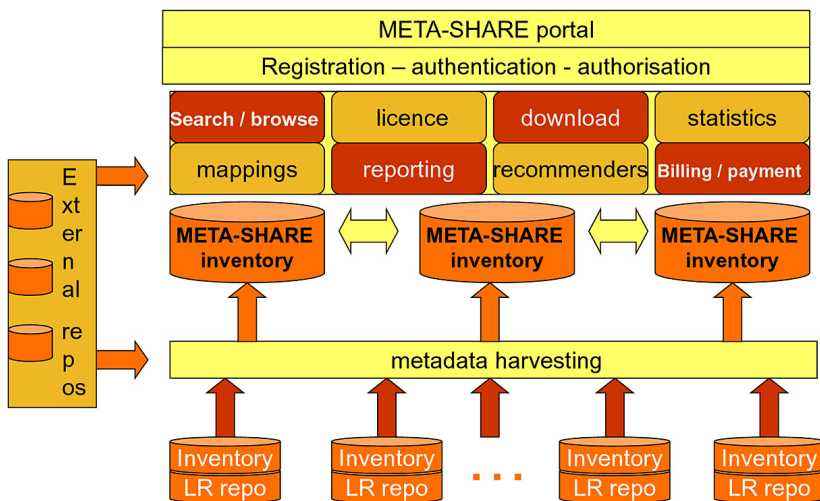 META-SHARE portal
Registration – authentication - authorisation
Search / browse
licence
download
statistics
mappings
reporting
recommenders
Billing / payment
E
xt
er
n
al
re
p
os
META-SHARE
inventory
META-SHARE
inventory
META-SHARE
inventory
metadata harvesting
Inventory
LR repo
Inventory
LR repo
...
Inventory
LR repo
Inventory
LR repo